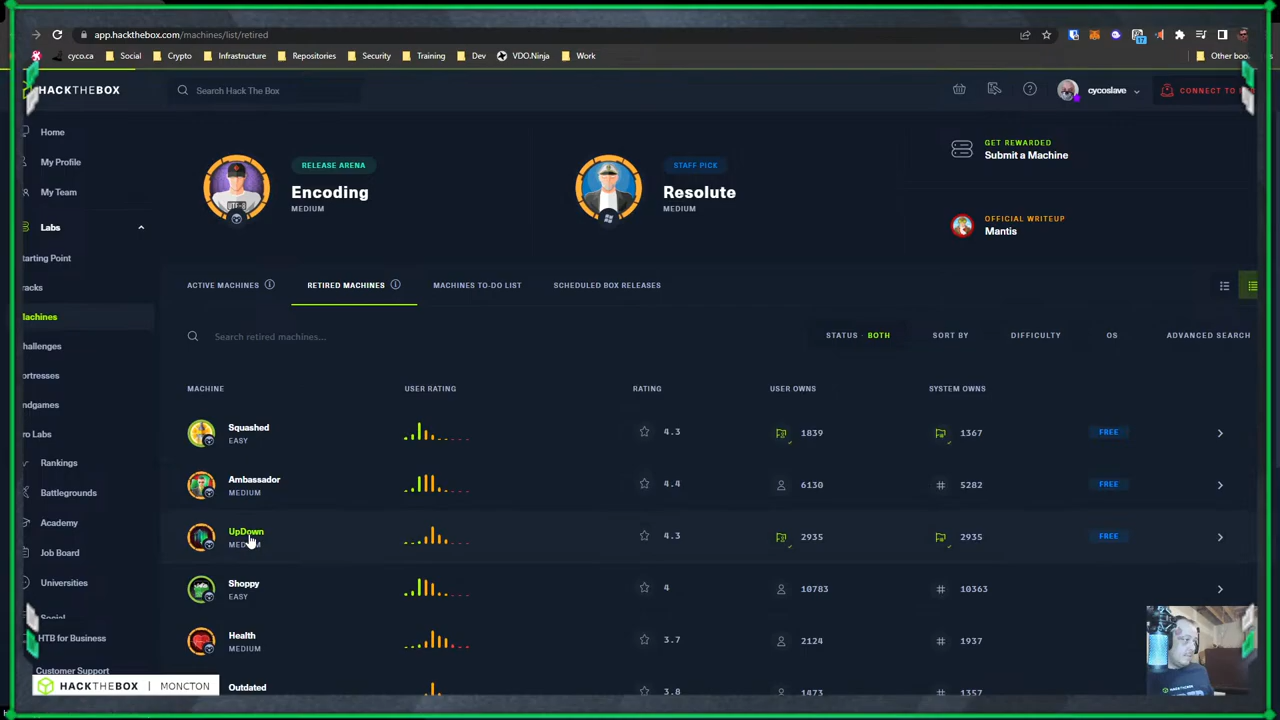 app.hackthebox.com/machines/list/retired
cyco.ca Social Crypto Infrastructure Repositories Security Training Dev VDO.Ninja Work Other boo
17
HACKTHEBOX
Search Hack The Box
cycoslave
CONNECT TO
Home
My Profile
My Team
Labs
tarting Point
racks
achines
hallenges
ortresses
ndgames
ro Labs
Rankings
Battlegrounds
Academy
Job Board
Universities
Social
HTB for Business
Customer Support
RELEASE ARENA
Encoding
MEDIUM
UTF-8
STAFF PICK
Resolute
MEDIUM
GET REWARDED
Submit a Machine
OFFICIAL WRITEUP
Mantis
ACTIVE MACHINES
RETIRED MACHINES
MACHINES TO-DO LIST
SCHEDULED BOX RELEASES
Search retired machines...
STATUS · BOTH
SORT BY
DIFFICULTY
OS
ADVANCED SEARCH
MACHINE USER RATING RATING USER OWNS SYSTEM OWNS
Squashed
EASY
4.3 1839 1367 FREE
Ambassador
MEDIUM
4.4 6130 5282 FREE
UpDown
MEDIUM
4.3 2935 2935 FREE
Shoppy
EASY
4 10783 10363
Health
MEDIUM
3.7 2124 1937
Outdated
3.8 1473 1357
HACKTHEBOX | MONCTON